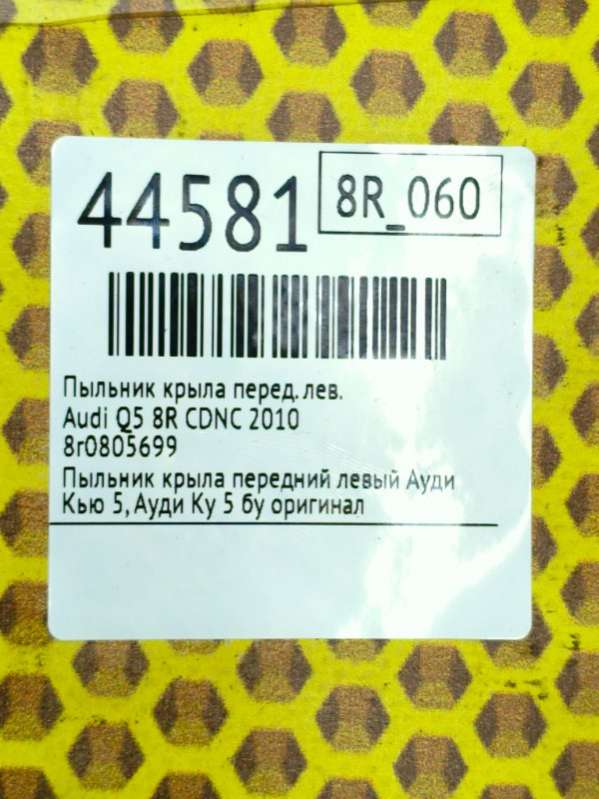 44581
8R_060
Пыльник крыла перед. лев.
Audi Q5 8R CDNC 2010
8r0805699
Пыльник крыла передний левый Ауди
Кью 5, Ауди Ку 5 бу оригинал